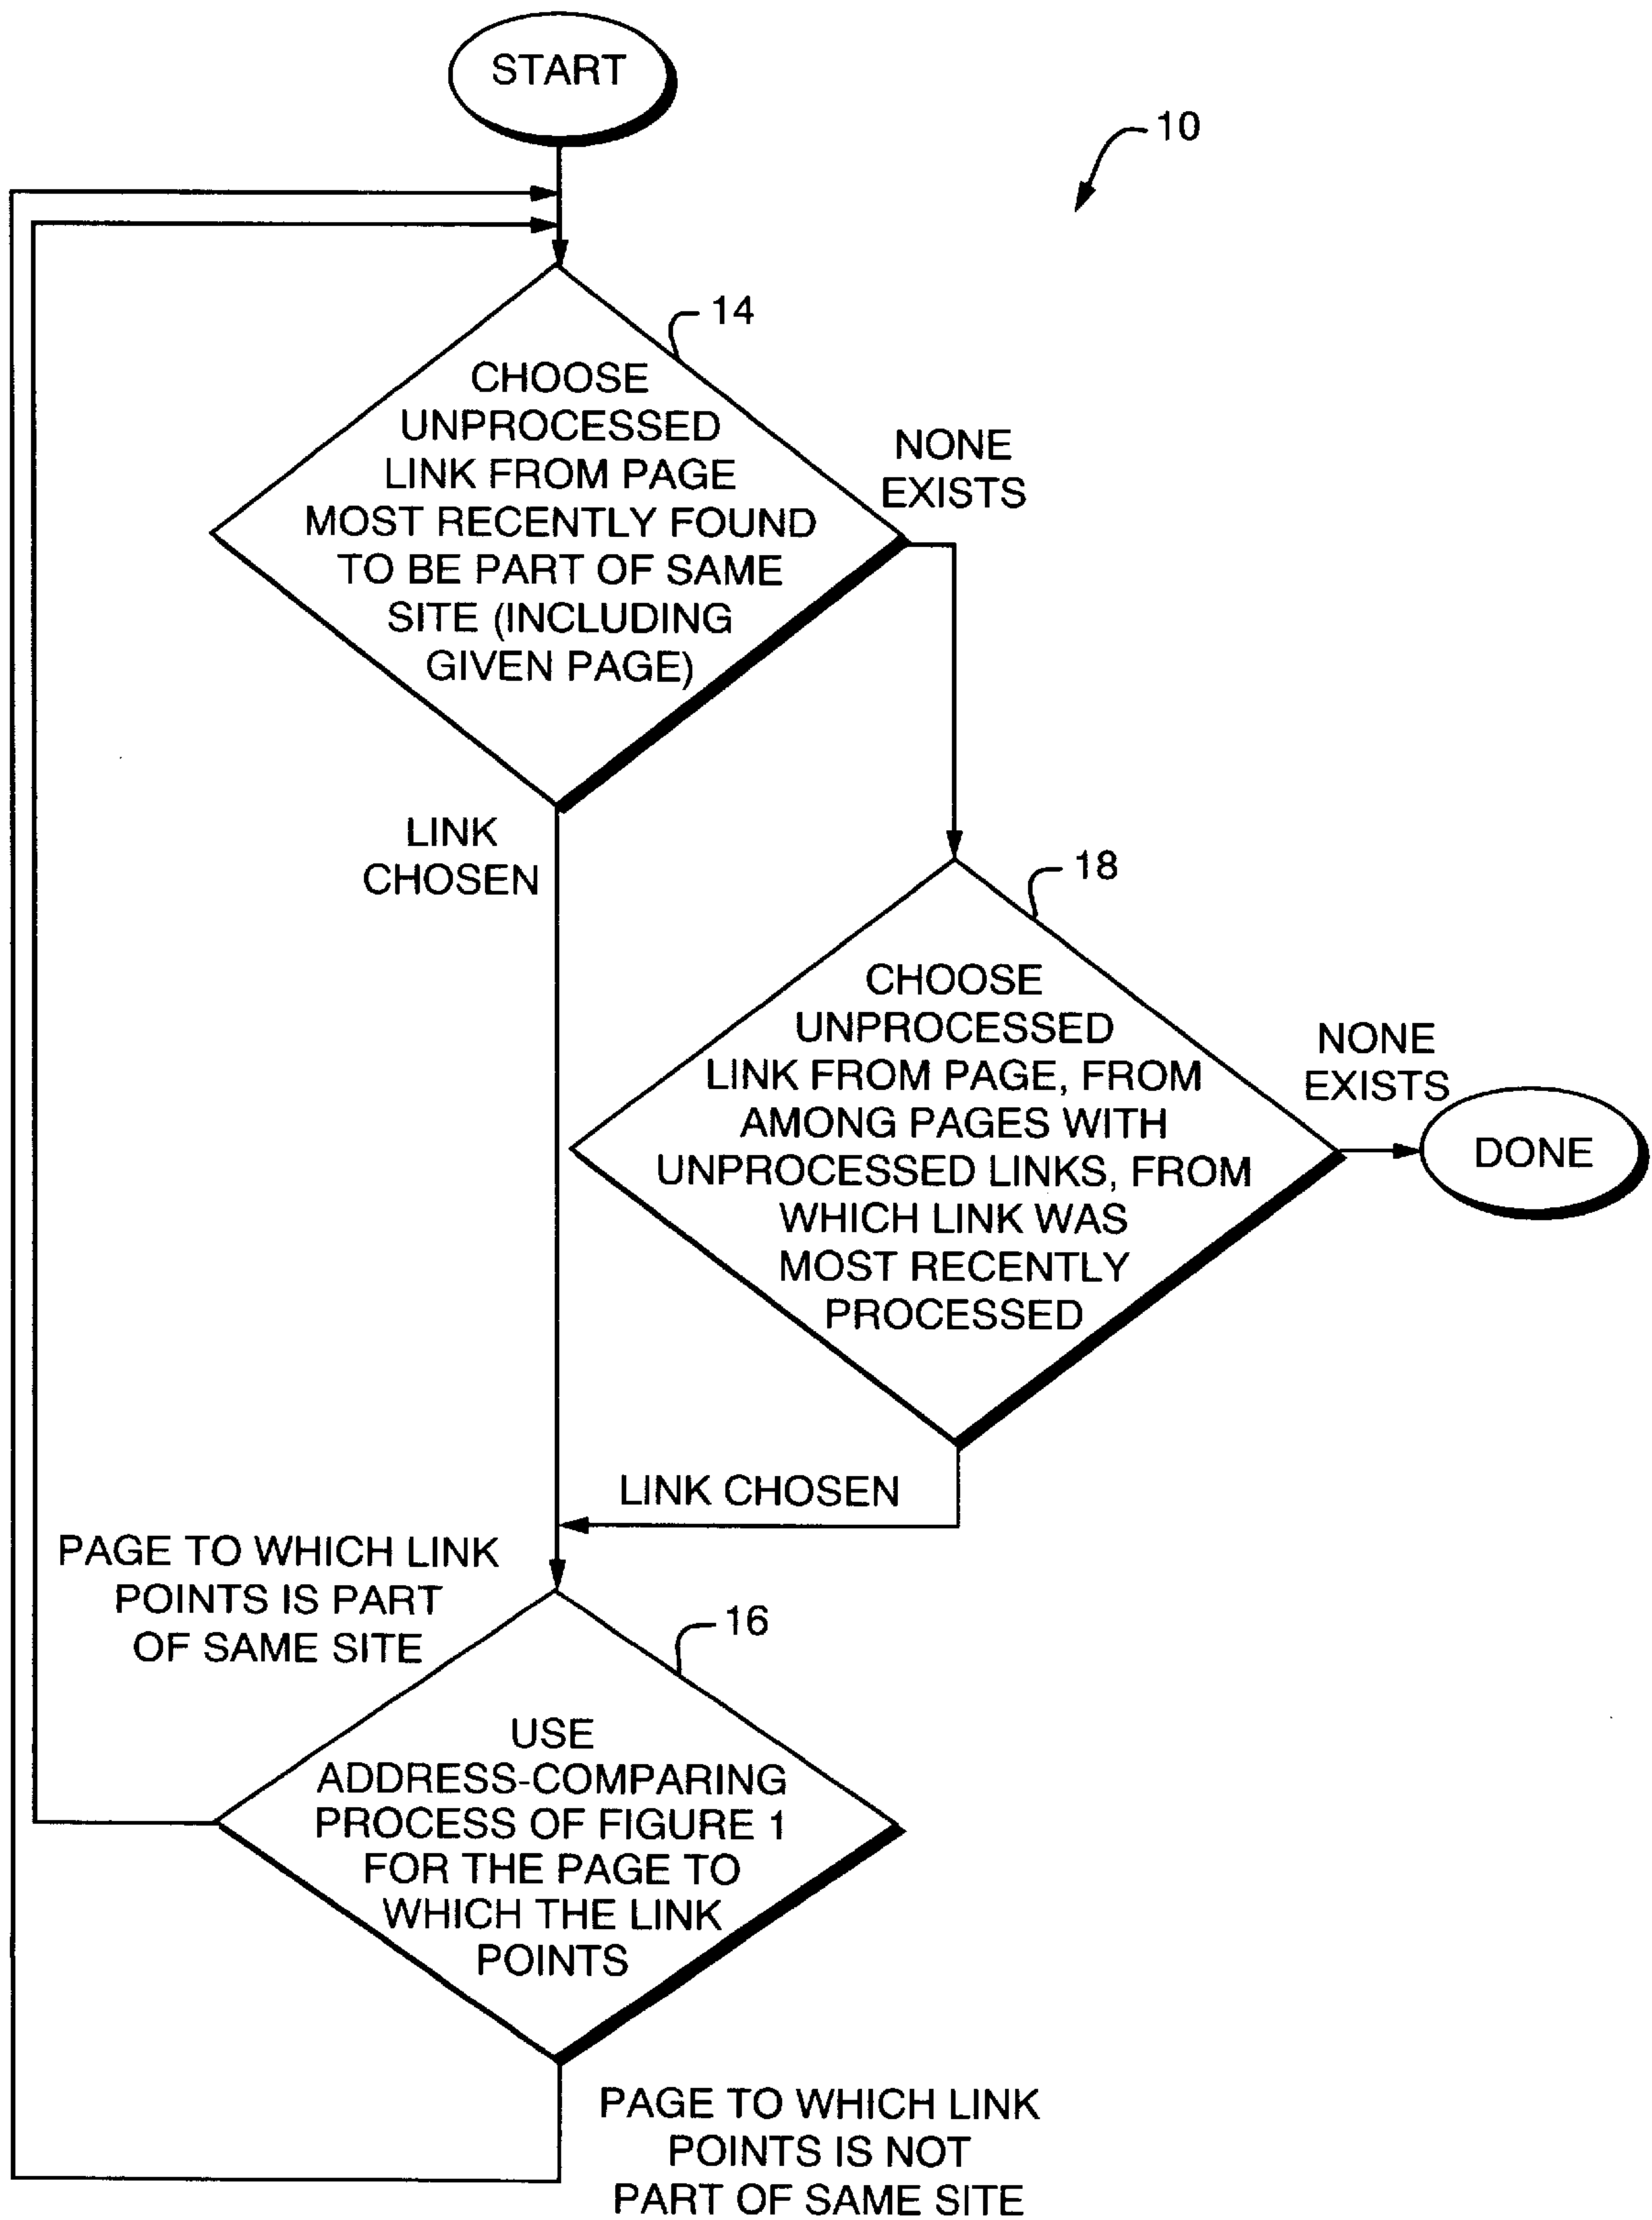 START
10
14
CHOOSE
UNPROCESSED
LINK FROM PAGE
MOST RECENTLY FOUND
TO BE PART OF SAME
SITE (INCLUDING
GIVEN PAGE)
NONE
EXISTS
LINK
CHOSEN
18
CHOOSE
UNPROCESSED
LINK FROM PAGE, FROM
AMONG PAGES WITH
UNPROCESSED LINKS, FROM
WHICH LINK WAS
MOST RECENTLY
PROCESSED
NONE
EXISTS
DONE
LINK CHOSEN
PAGE TO WHICH LINK
POINTS IS PART
OF SAME SITE
16
USE
ADDRESS-COMPARING
PROCESS OF FIGURE 1
FOR THE PAGE TO
WHICH THE LINK
POINTS
PAGE TO WHICH LINK
POINTS IS NOT
PART OF SAME SITE